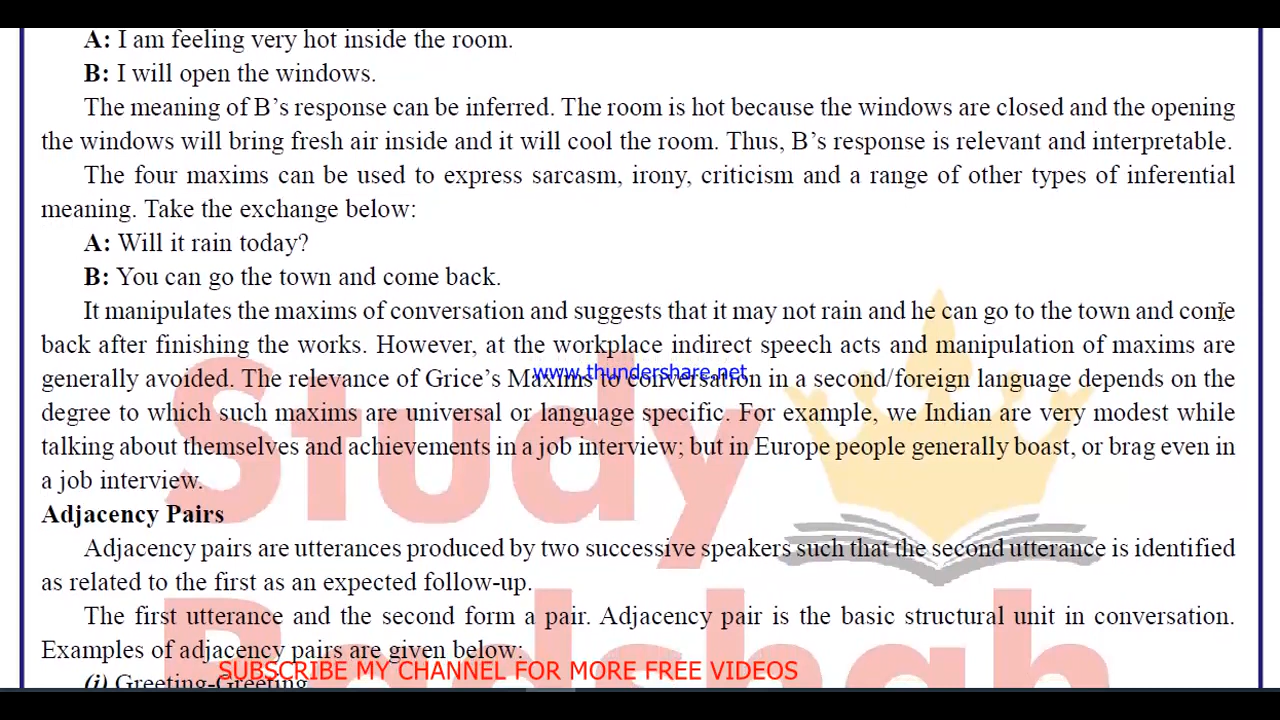 A: I am feeling very hot inside the room.
B: I will open the windows.
The meaning of B’s response can be inferred. The room is hot because the windows are closed and the opening
the windows will bring fresh air inside and it will cool the room. Thus, B’s response is relevant and interpretable.
The four maxims can be used to express sarcasm, irony, criticism and a range of other types of inferential
meaning. Take the exchange below:
A: Will it rain today?
B: You can go the town and come back.
It manipulates the maxims of conversation and suggests that it may not rain and he can go to the town and come
back after finishing the works. However, at the workplace indirect speech acts and manipulation of maxims are
generally avoided. The relevance of Grice’s Maxims to conversation in a second/foreign language depends on the
www.thundershare.net
degree to which such maxims are universal or language specific. For example, we Indian are very modest while
talking about themselves and achievements in a job interview; but in Europe people generally boast, or brag even in
a job interview.
Study
Adjacency Pairs
Adjacency pairs are utterances produced by two successive speakers such that the second utterance is identified
as related to the first as an expected follow-up.
The first utterance and the second form a pair. Adjacency pair is the basic structural unit in conversation.
Examples of adjacency pairs are given below:
Badshah
SUBSCRIBE MY CHANNEL FOR MORE FREE VIDEOS
(i) Greeting-Greeting